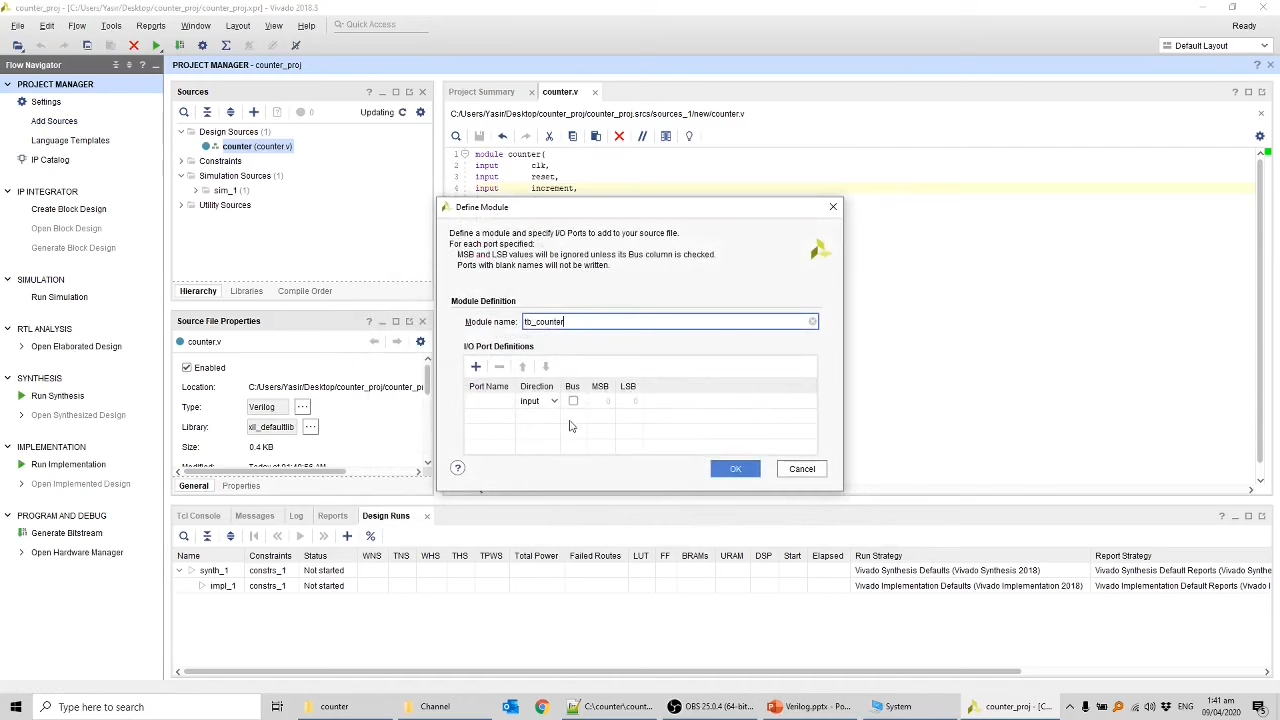 counter_proj - [C:/Users/Yasir/Desktop/counter_proj/counter_proj.xpr] - Vivado 2018.3
File Edit Flow Tools Reports Window Layout View Help Quick Access Ready
Default Layout
Flow Navigator
PROJECT MANAGER - counter_proj
PROJECT MANAGER
Settings
Add Sources
Language Templates
IP Catalog
IP INTEGRATOR
Create Block Design
Open Block Design
Generate Block Design
SIMULATION
Run Simulation
RTL ANALYSIS
Open Elaborated Design
SYNTHESIS
Run Synthesis
Open Synthesized Design
IMPLEMENTATION
Run Implementation
Open Implemented Design
PROGRAM AND DEBUG
Generate Bitstream
Open Hardware Manager
Sources
0 Updating
Design Sources (1)
counter (counter.v)
Constraints
Simulation Sources (1)
sim_1 (1)
Utility Sources
Hierarchy Libraries Compile Order
Source File Properties
counter.v
Enabled
Location: C:/Users/Yasir/Desktop/counter_proj/counter_pr
Type: Verilog
Library: xil_defaultlib
Size: 0.4 KB
Modified: Today at 01:40:56 AM
General Properties
Project Summary counter.v
C:/Users/Yasir/Desktop/counter_proj/counter_proj.srcs/sources_1/new/counter.v
1 module counter(
2 input clk,
3 input reset,
4 input increment,
Define Module
Define a module and specify I/O Ports to add to your source file.
For each port specified:
MSB and LSB values will be ignored unless its Bus column is checked.
Ports with blank names will not be written.
Module Definition
Module name: tb_counter
I/O Port Definitions
Port Name Direction Bus MSB LSB
input 0 0
OK Cancel
Tcl Console Messages Log Reports Design Runs
Name Constraints Status WNS TNS WHS THS TPWS Total Power Failed Routes LUT FF BRAMs URAM DSP Start Elapsed Run Strategy Report Strategy
synth_1 constrs_1 Not started Vivado Synthesis Defaults (Vivado Synthesis 2018) Vivado Synthesis Default Reports (Vivado Synthe
impl_1 constrs_1 Not started Vivado Implementation Defaults (Vivado Implementation 2018) Vivado Implementation Default Reports (Vivado I
Type here to search counter Channel C:\counter\count... OBS 25.0.4 (64-bit... Verilog.pptx - Po... System counter_proj - [C... ENG 1:41 am
09/04/2020